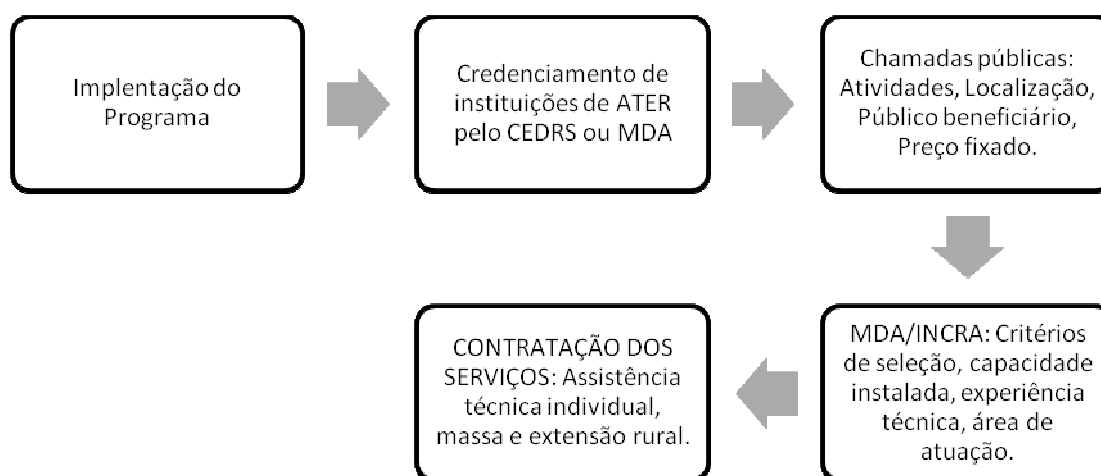 Implentação do
Programa
Credenciamento de
instituições de ATER
pelo CEDRS ou MDA
Chamadas públicas:
Atividades, Localização,
Público beneficiário,
Preço fixado.
MDA/INCRA: Critérios
de seleção, capacidade
instalada, experiência
técnica, área de
atuação.
CONTRATAÇÃO DOS
SERVIÇOS: Assistência
técnica individual,
massa e extensão rural.